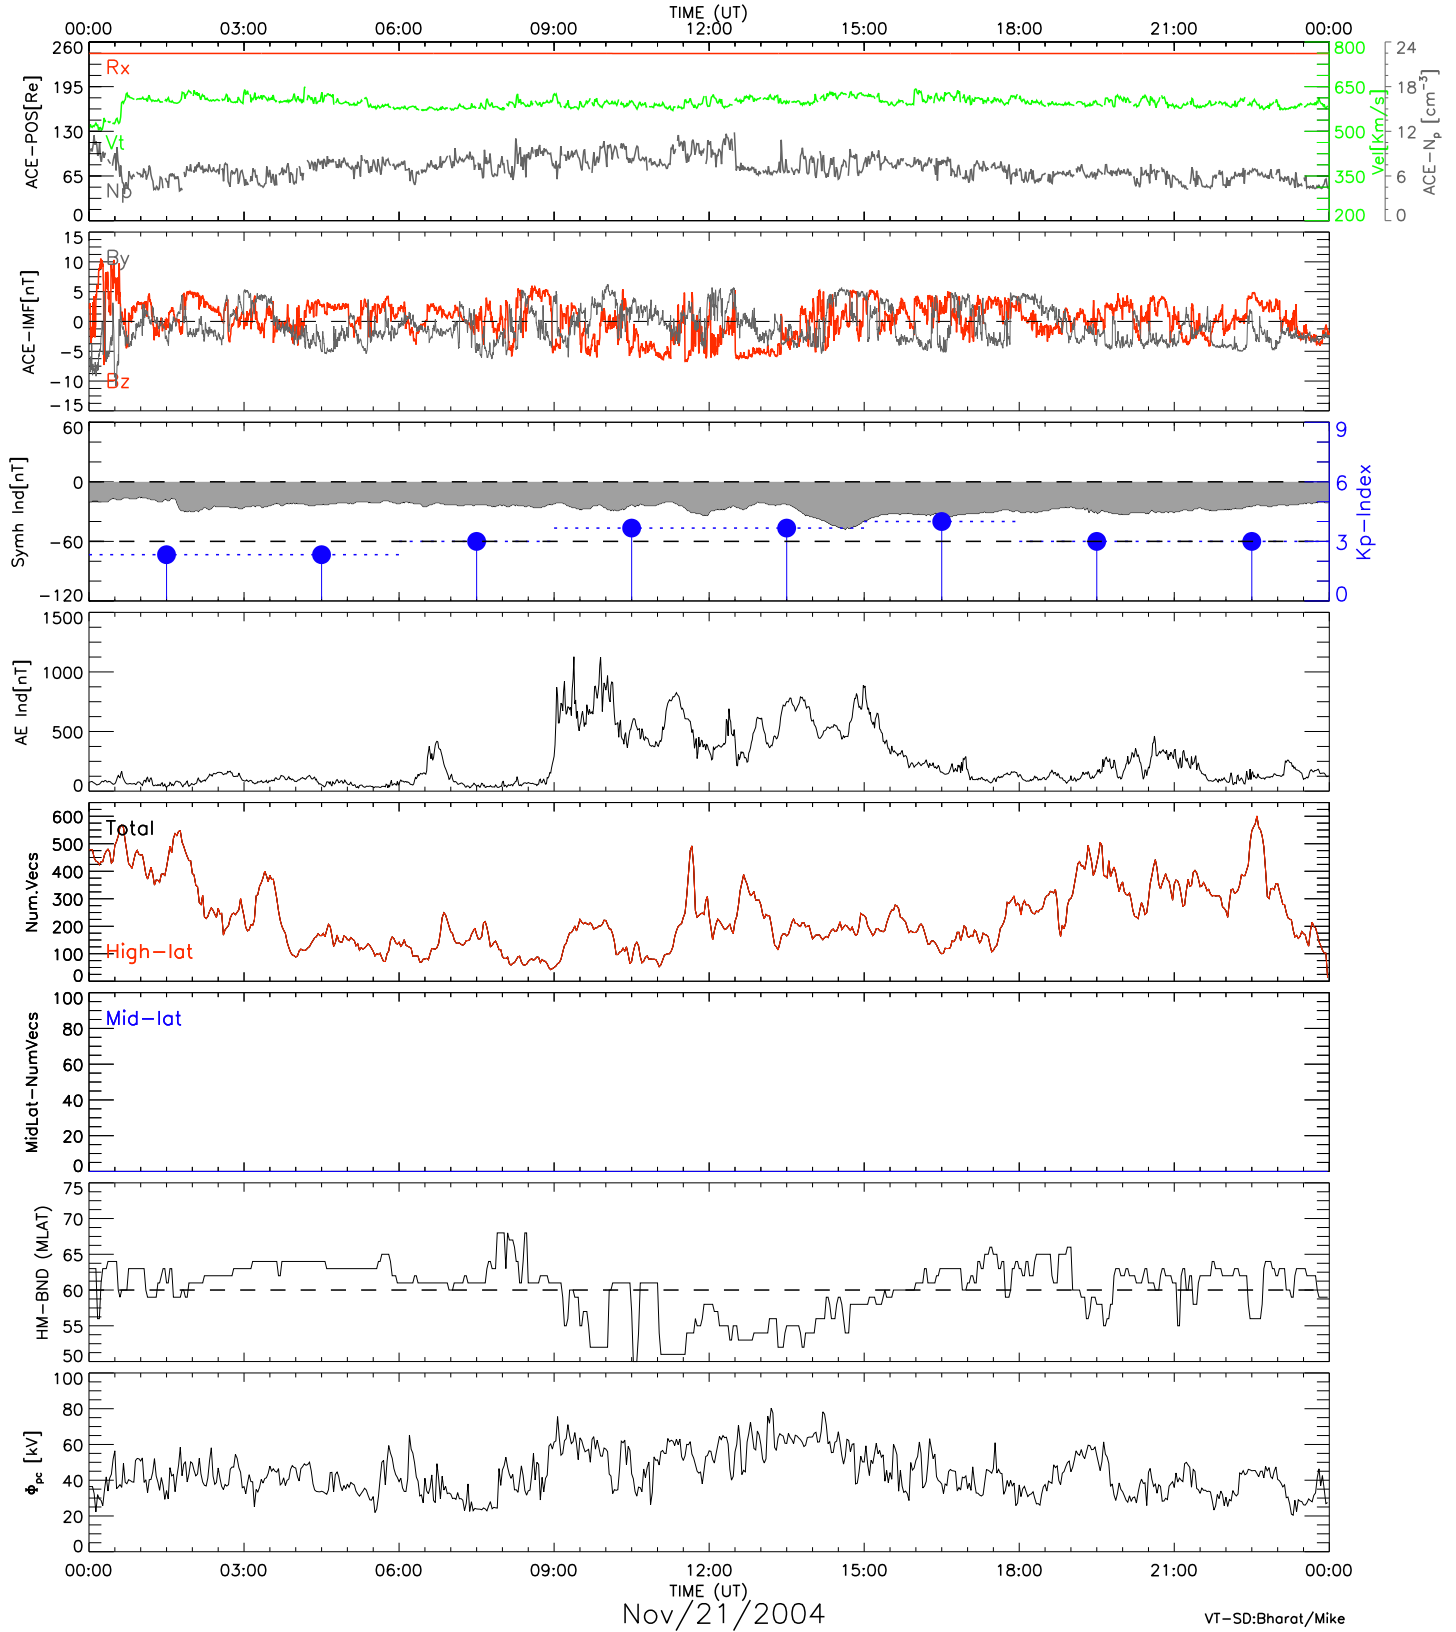 TIME (UT)
00:00 03:00 06:00 09:00 12:00 15:00 18:00 21:00 00:00
ACE-POS[Re]
260
195
130
65
0
Rx
Vt
Np
800
650
500
350
200
Vel[Km/s]
24
18
12
6
0
ACE-Np [cm⁻³]
ACE-IMF[nT]
15
10
5
0
-5
-10
-15
By
Bz
Symh Ind[nT]
60
0
-60
-120
9
6
3
0
Kp-Index
AE Ind[nT]
1500
1000
500
0
Num.Vecs
600
500
400
300
200
100
0
Total
High-lat
MidLat-NumVecs
100
80
60
40
20
0
Mid-lat
HM-BND (MLAT)
75
70
65
60
55
50
Φpc [kV]
100
80
60
40
20
0
00:00 03:00 06:00 09:00 12:00 15:00 18:00 21:00 00:00
TIME (UT)
Nov/21/2004
VT-SD:Bharat/Mike